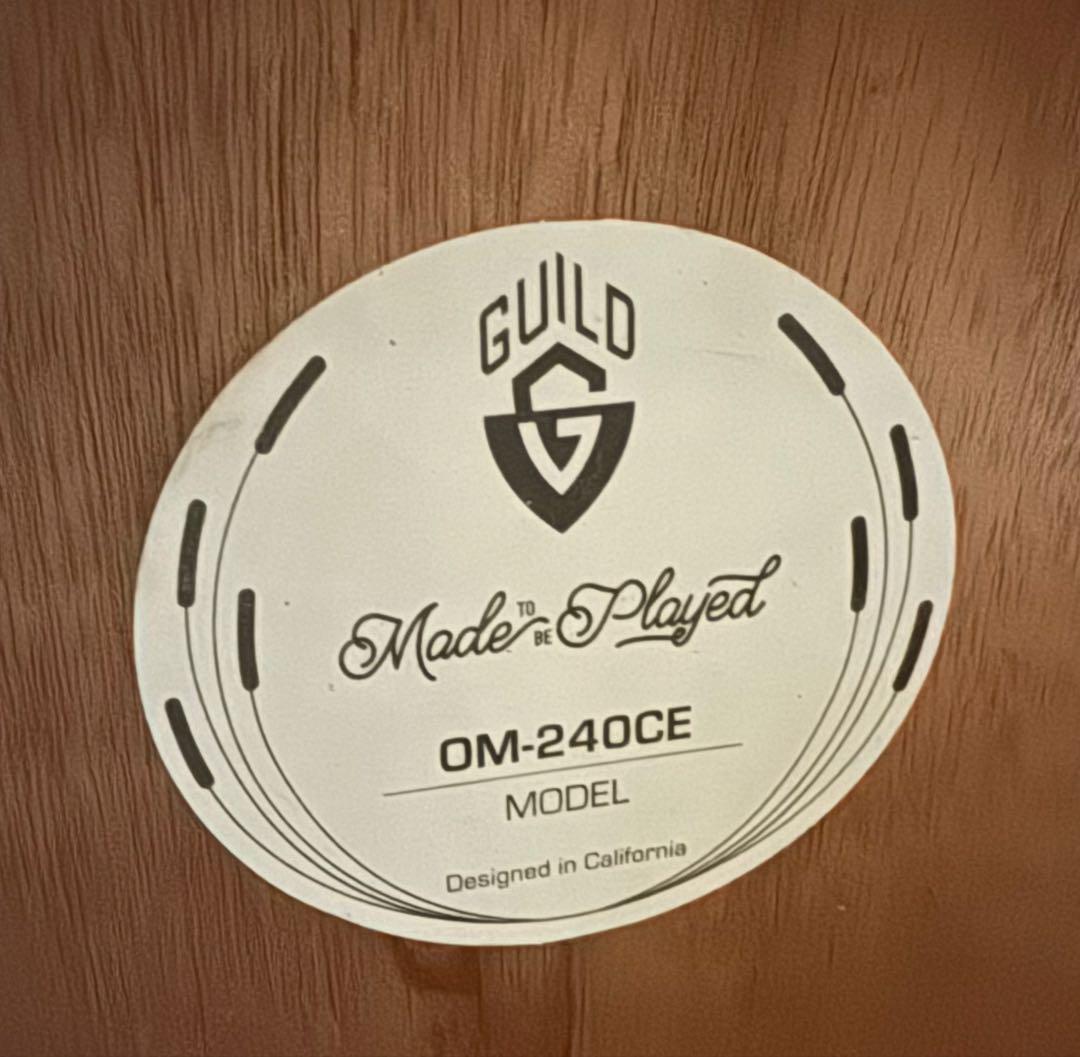 GUILD
G
Made TO BE Played
OM-240CE
MODEL
Designed in California